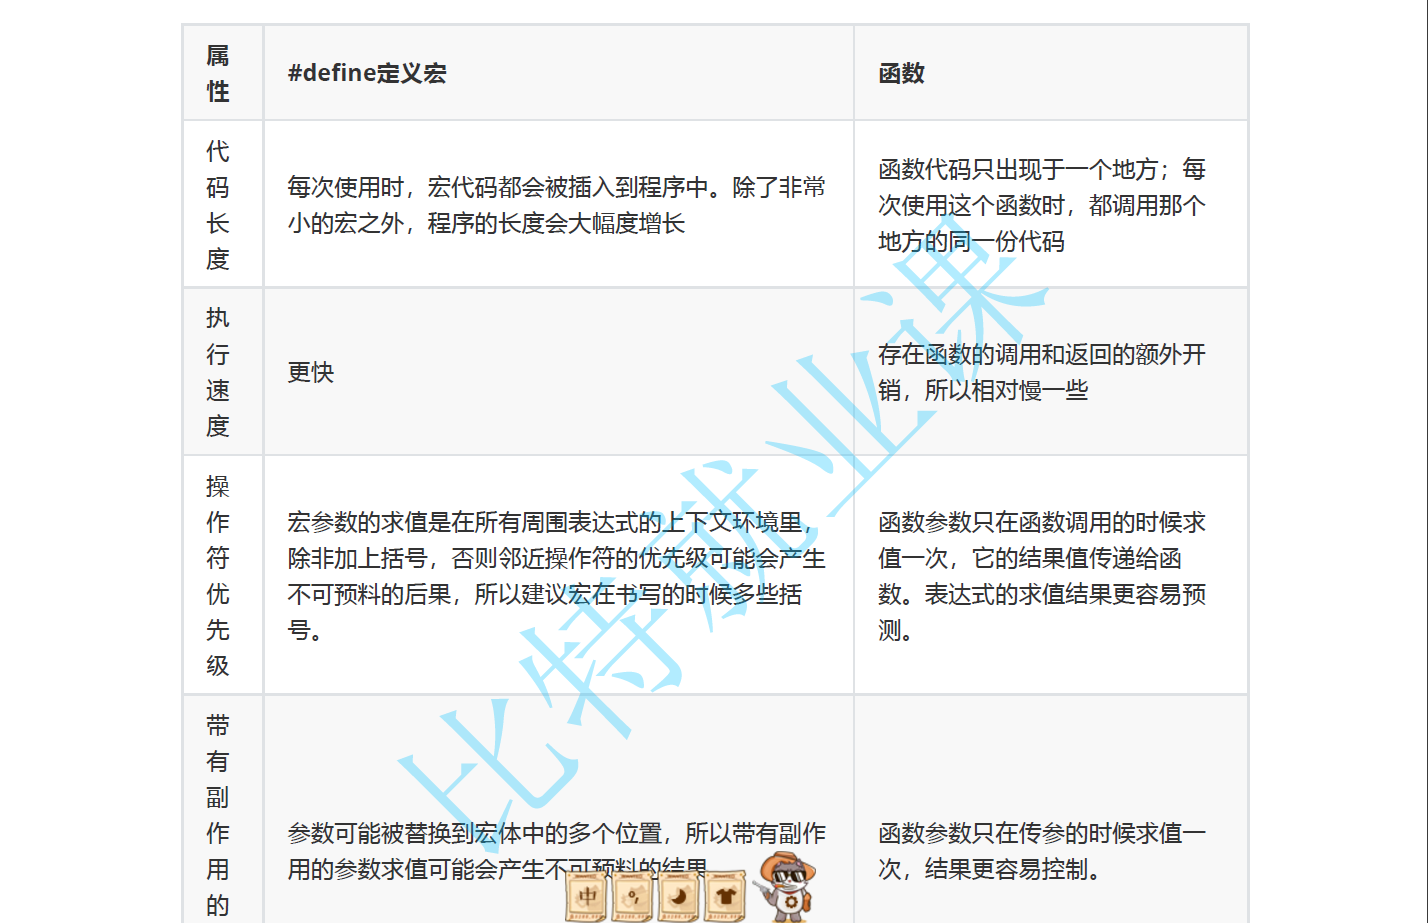 属性
#define定义宏
函数
代码长度
每次使用时，宏代码都会被插入到程序中。除了非常
小的宏之外，程序的长度会大幅度增长
函数代码只出现于一个地方；每
次使用这个函数时，都调用那个
地方的同一份代码
执行速度
更快
存在函数的调用和返回的额外开
销，所以相对慢一些
操作符优先级
宏参数的求值是在所有周围表达式的上下文环境里，
除非加上括号，否则邻近操作符的优先级可能会产生
不可预料的后果，所以建议宏在书写的时候多些括
号。
函数参数只在函数调用的时候求
值一次，它的结果值传递给函
数。表达式的求值结果更容易预
测。
带有副作用的
参数可能被替换到宏体中的多个位置，所以带有副作
用的参数求值可能会产生不可预料的结果
函数参数只在传参的时候求值一
次，结果更容易控制。
比特就业课
中